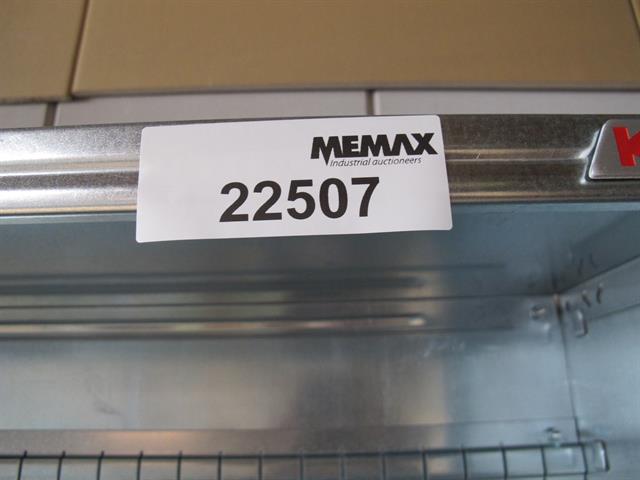 MEMAX
Industrial auctioneers
22507
K